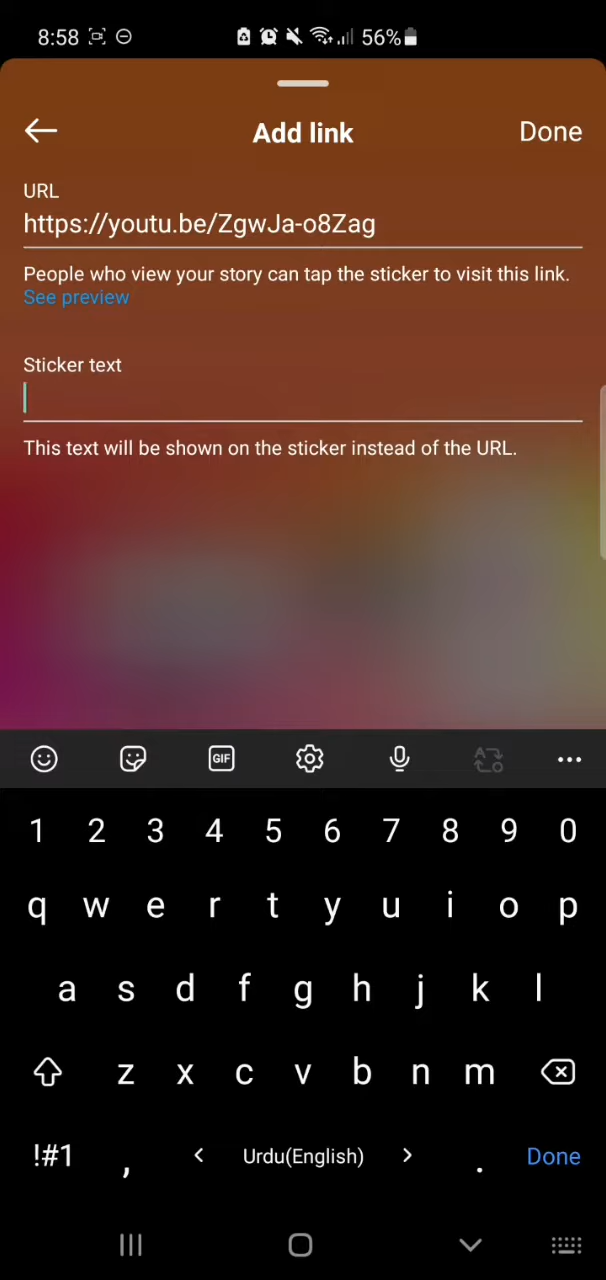 8:58 56%
Add link Done
URL
https://youtu.be/ZgwJa-o8Zag
People who view your story can tap the sticker to visit this link.
See preview
Sticker text
This text will be shown on the sticker instead of the URL.
GIF
1 2 3 4 5 6 7 8 9 0
q w e r t y u i o p
a s d f g h j k l
z x c v b n m
!#1 , < Urdu(English) > . Done